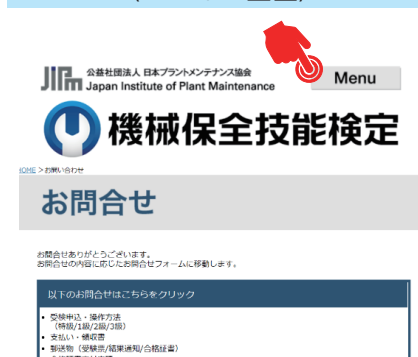 JIPM 公益社団法人 日本プラントメンテナンス協会
Japan Institute of Plant Maintenance
Menu
機械保全技能検定
HOME > お問い合わせ
お問合せ
お問合せありがとうございます。
お問合せの内容に応じたお問合せフォームに移動します。
以下のお問合せはこちらをクリック
• 受検申込・操作方法
(特級/1級/2級/3級)
• 支払い・領収書
• 郵送物(受験票/結果通知/合格証書)